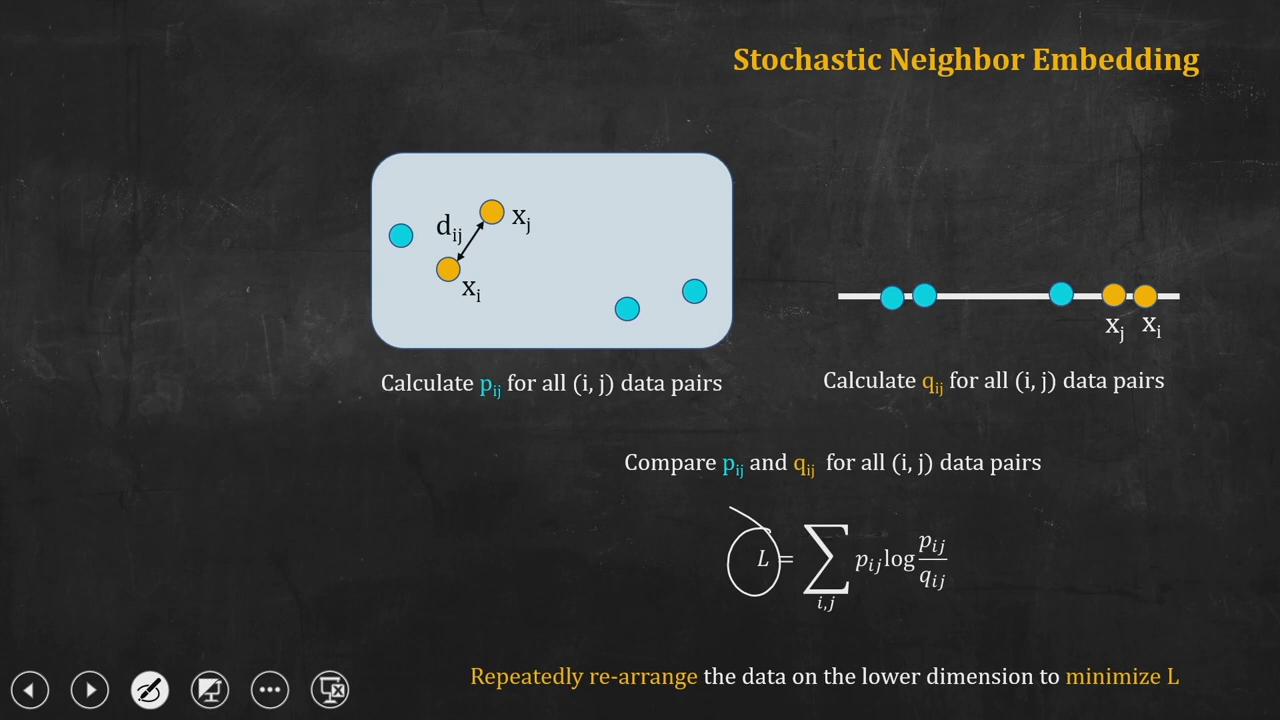 Stochastic Neighbor Embedding
d_ij
x_j
x_i
x_j x_i
Calculate p_ij for all (i, j) data pairs
Calculate q_ij for all (i, j) data pairs
Compare p_ij and q_ij for all (i, j) data pairs
L = ∑_{i,j} p_ij log p_ij / q_ij
Repeatedly re-arrange the data on the lower dimension to minimize L